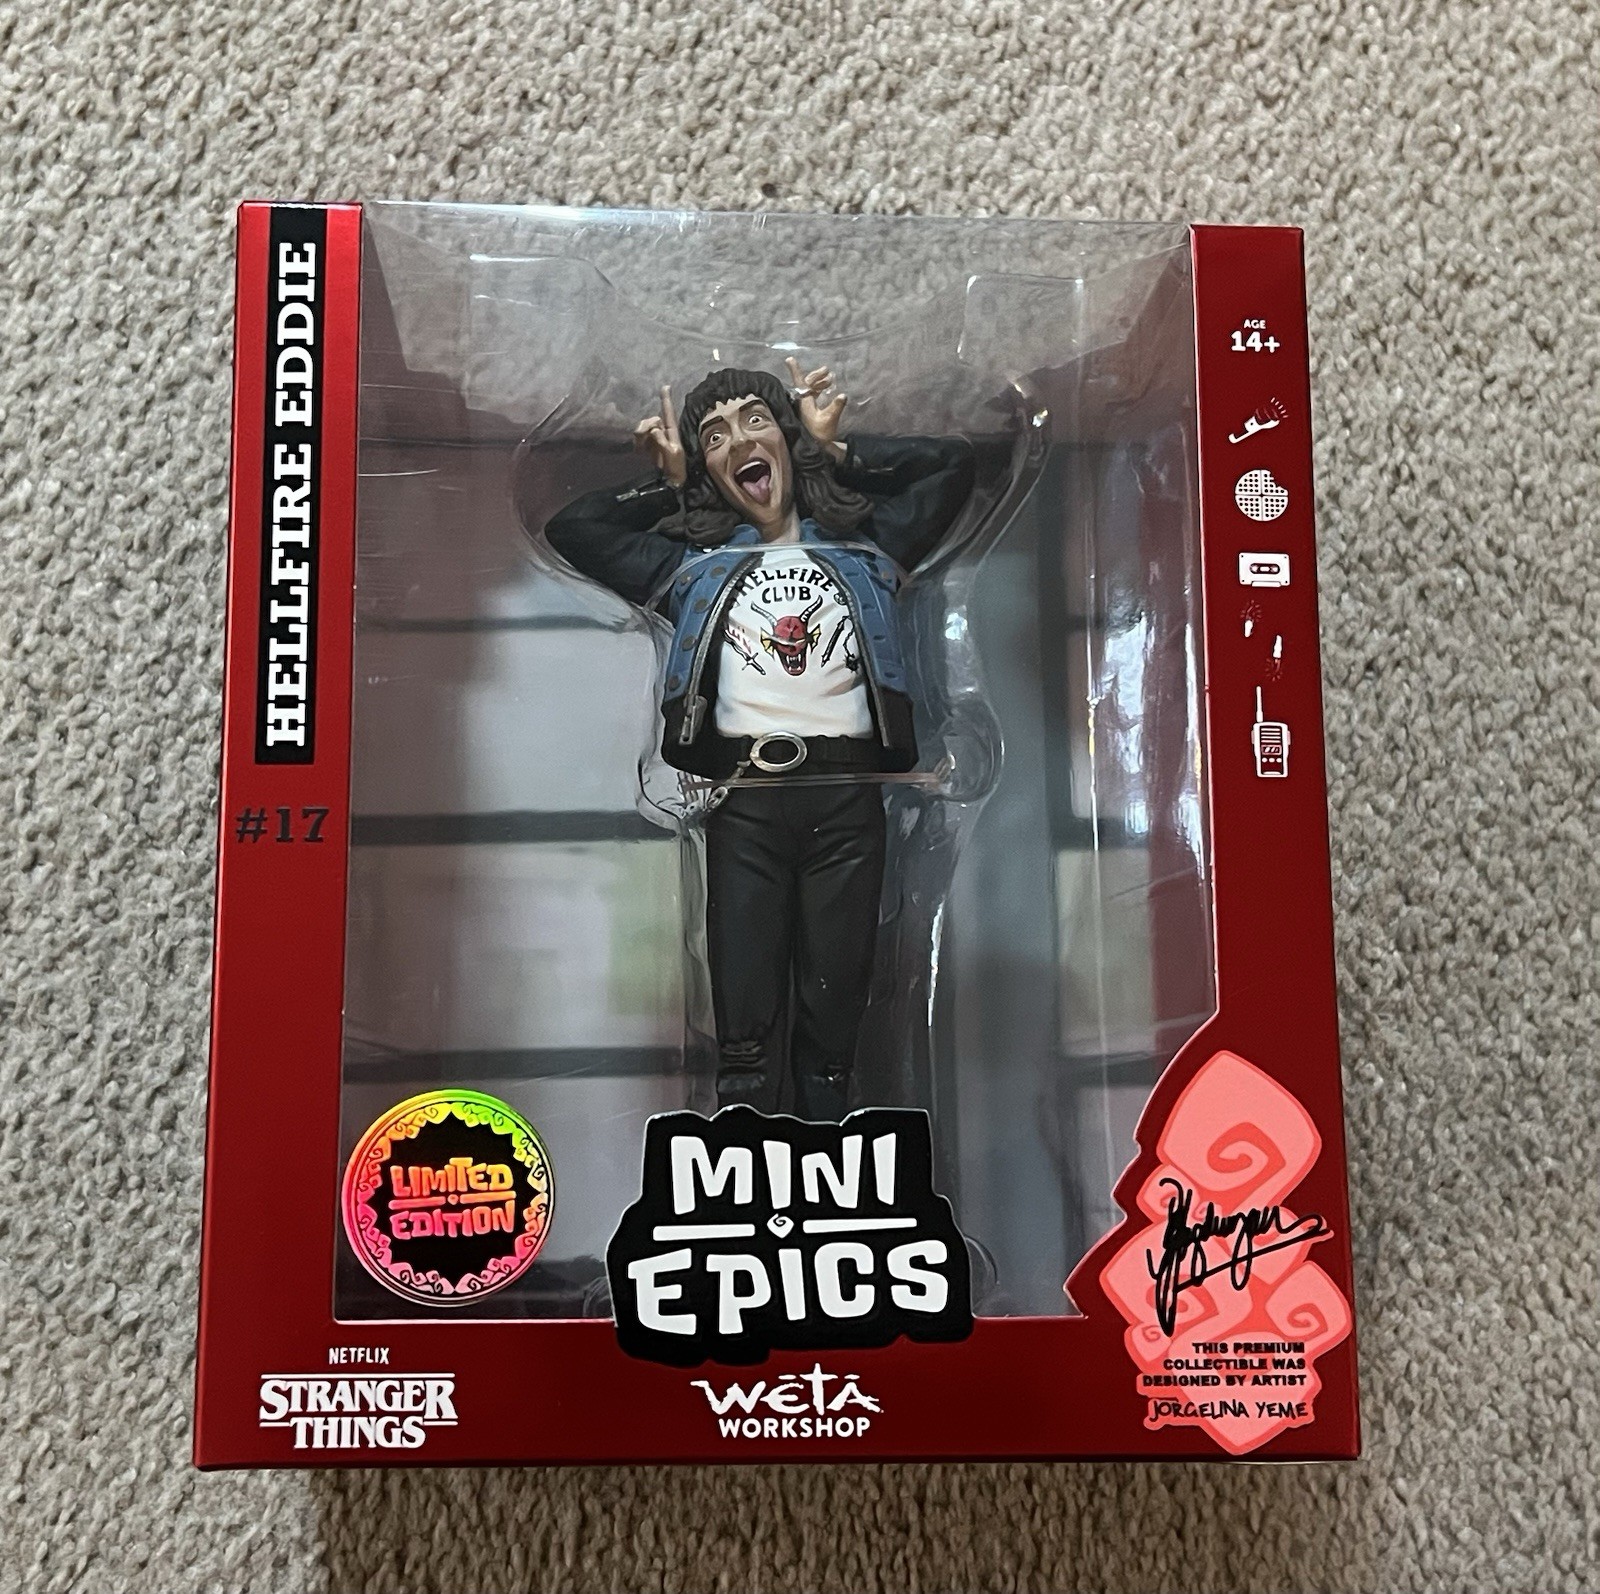 HELLFIRE EDDIE
#17
AGE
14+
HELLFIRE
CLUB
LIMITED
EDITION
MINI
EPICS
NETFLIX
STRANGER
THINGS
WĒTĀ
WORKSHOP
THIS PREMIUM
COLLECTIBLE WAS
DESIGNED BY ARTIST
JORGELINA YEME